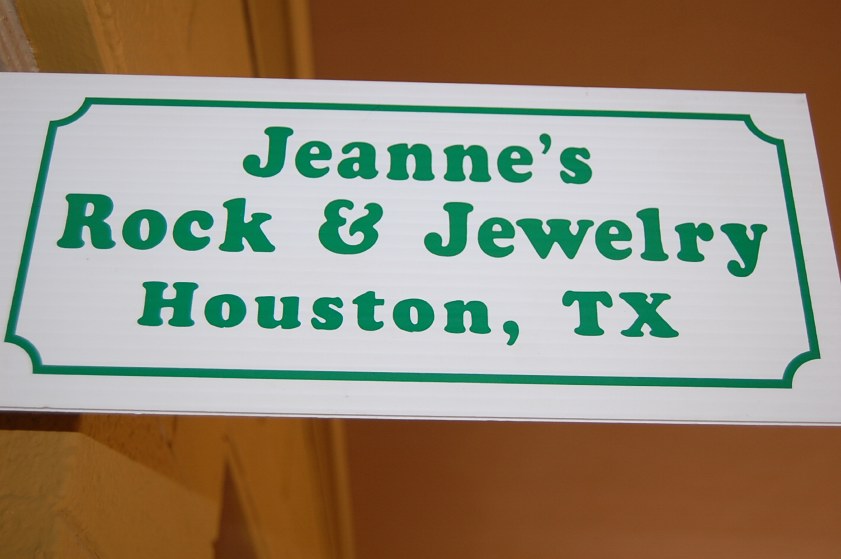 Jeanne's
Rock & Jewelry
Houston, TX